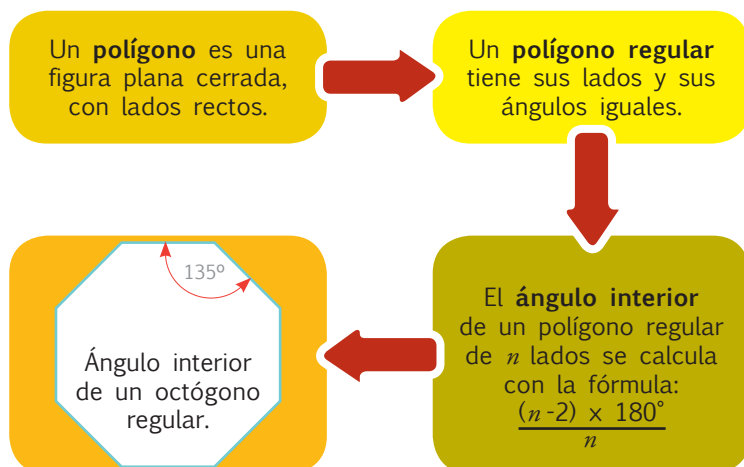 Un polígono es una
figura plana cerrada,
con lados rectos.
Un polígono regular
tiene sus lados y sus
ángulos iguales.
El ángulo interior
de un polígono regular
de n lados se calcula
con la fórmula:
(n-2) x 180°
n
135º
Ángulo interior
de un octógono
regular.